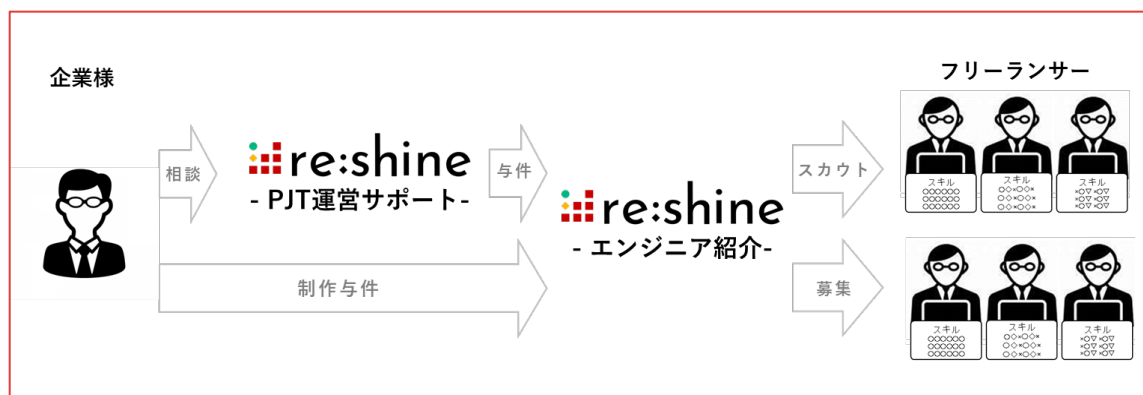 企業様
フリーランサー
相談
re:shine
- PJT運営サポート-
与件
re:shine
- エンジニア紹介-
制作与件
スカウト
募集
スキル
○○○○○○
○○○○○○
○○○○○○
スキル
○◇×○◇×
○◇×○◇×
○◇×○◇×
スキル
×○▽ ×○▽
×○▽ ×○▽
×○▽ ×○▽
スキル
○○○○○○
○○○○○○
○○○○○○
スキル
○◇×○◇×
○◇×○◇×
○◇×○◇×
スキル
×○▽ ×○▽
×○▽ ×○▽
×○▽ ×○▽